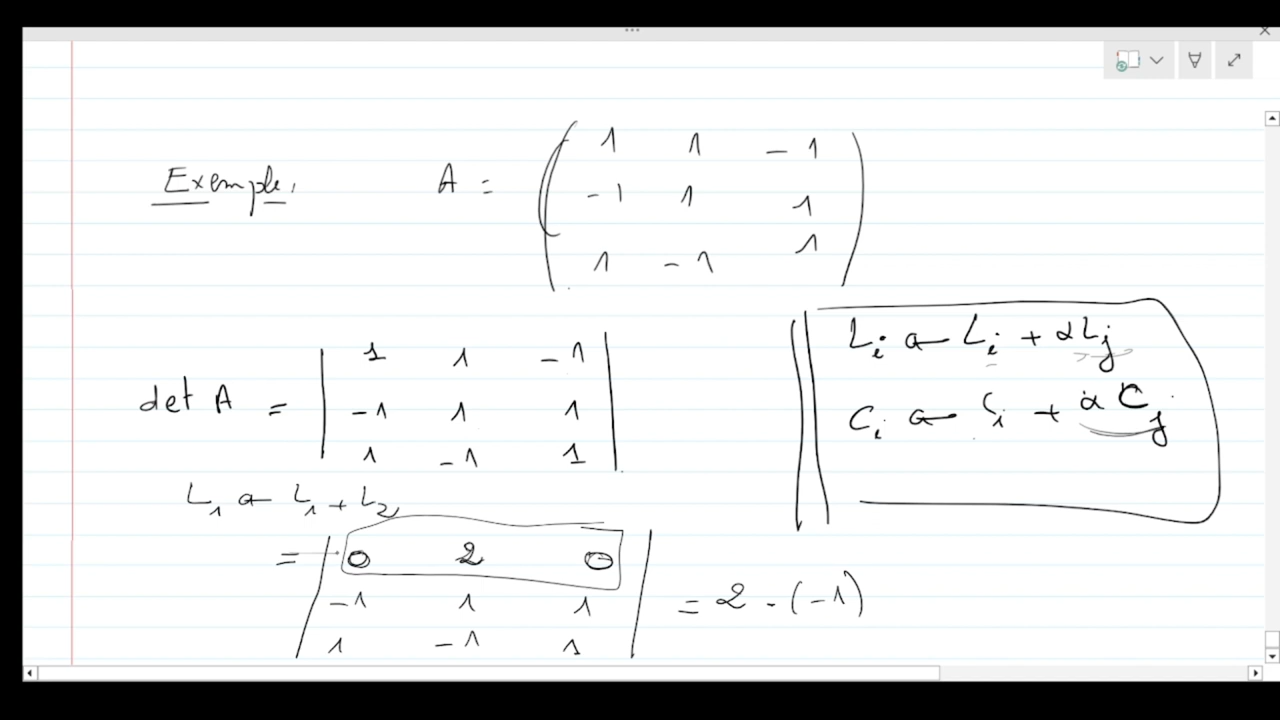 Exemple, A = ( 1 1 - 1
- 1 1 1
1 - 1 1 )
det A = | 1 1 - 1 |
| - 1 1 1 |
| 1 - 1 1 |
L₁ ← L₁ + L₂
= | 0 2 0 |
| - 1 1 1 | = 2 · (- 1)
| 1 - 1 1 |
Lᵢ ← Lᵢ + αLⱼ
Cᵢ ← Cᵢ + αCⱼ